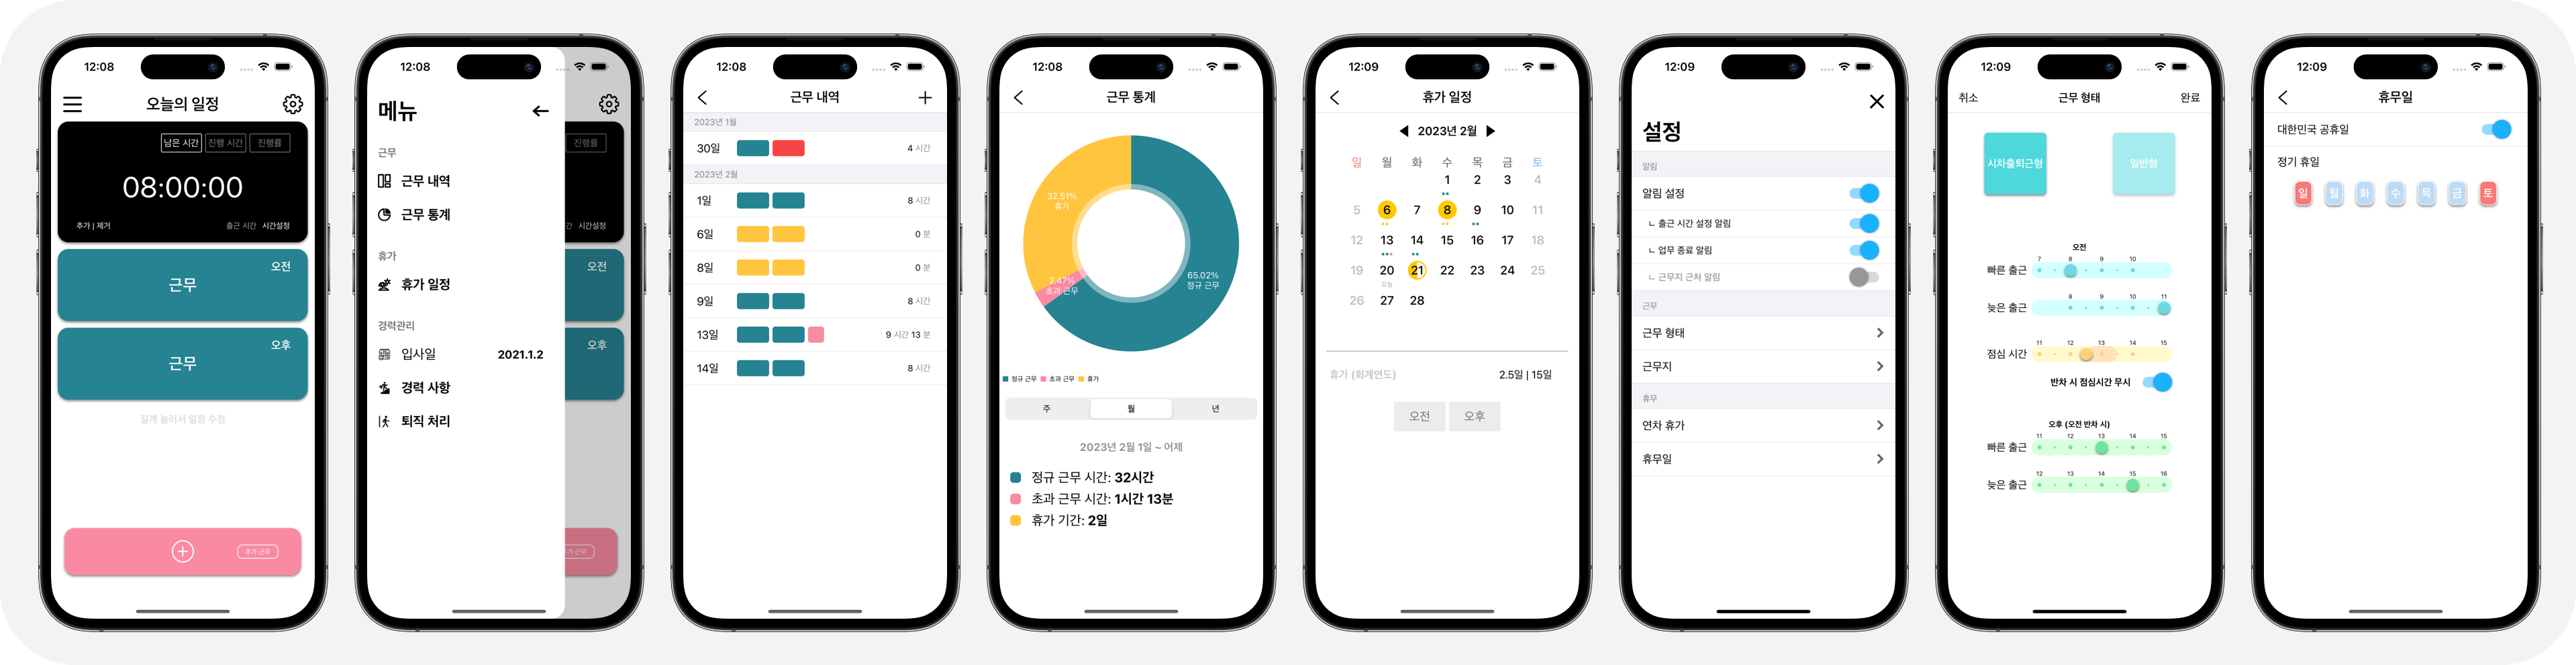 12:08
오늘의 일정
남은 시간 진행 시간 진행률
08:00:00
추가 | 제거 출근 시간 시간설정
오전
근무
오후
근무
길게 눌러서 일정 수정
휴가 근무
12:08
메뉴
진행률
근무
근무 내역
근무 통계
시간설정
휴가
오전
휴가 일정
경력관리
오후
입사일 2021.1.2
경력 사항
퇴직 처리
근무
12:08
근무 내역
2023년 1월
30일 4 시간
2023년 2월
1일 8 시간
6일 0 분
8일 0 분
9일 8 시간
13일 9 시간 13 분
14일 8 시간
12:08
근무 통계
32.51%
휴가
2.47%
초과 근무
65.02%
정규 근무
정규 근무 초과 근무 휴가
주 월 년
2023년 2월 1일 ~ 어제
정규 근무 시간: 32시간
초과 근무 시간: 1시간 13분
휴가 기간: 2일
12:09
휴가 일정
2023년 2월
일 월 화 수 목 금 토
1 2 3 4
5 6 7 8 9 10 11
12 13 14 15 16 17 18
19 20 21 22 23 24 25
오늘
26 27 28
휴가 (회계연도) 2.5일 | 15일
오전 오후
12:09
설정
알림
알림 설정
ㄴ 출근 시간 설정 알림
ㄴ 업무 종료 알림
ㄴ 근무지 근처 알림
근무
근무 형태
근무지
휴무
연차 휴가
휴무일
12:09
취소 근무 형태 완료
시차출퇴근형 일반형
오전
7 8 9 10
빠른 출근
8 9 10 11
늦은 출근
11 12 13 14 15
점심 시간
반차 시 점심시간 무시
오후 (오전 반차 시)
11 12 13 14 15
빠른 출근
12 13 14 15 16
늦은 출근
12:09
휴무일
대한민국 공휴일
정기 휴일
일 월 화 수 목 금 토